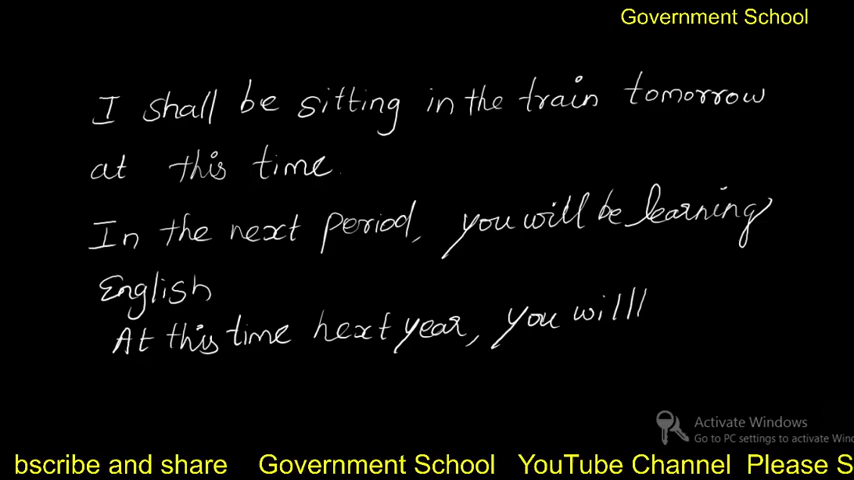 Government School
I shall be sitting in the train tomorrow
at this time.
In the next period, you will be learning
English
At this time next year, you will
Activate Windows
Go to PC settings to activate Win
bscribe and share Government School YouTube Channel Please S